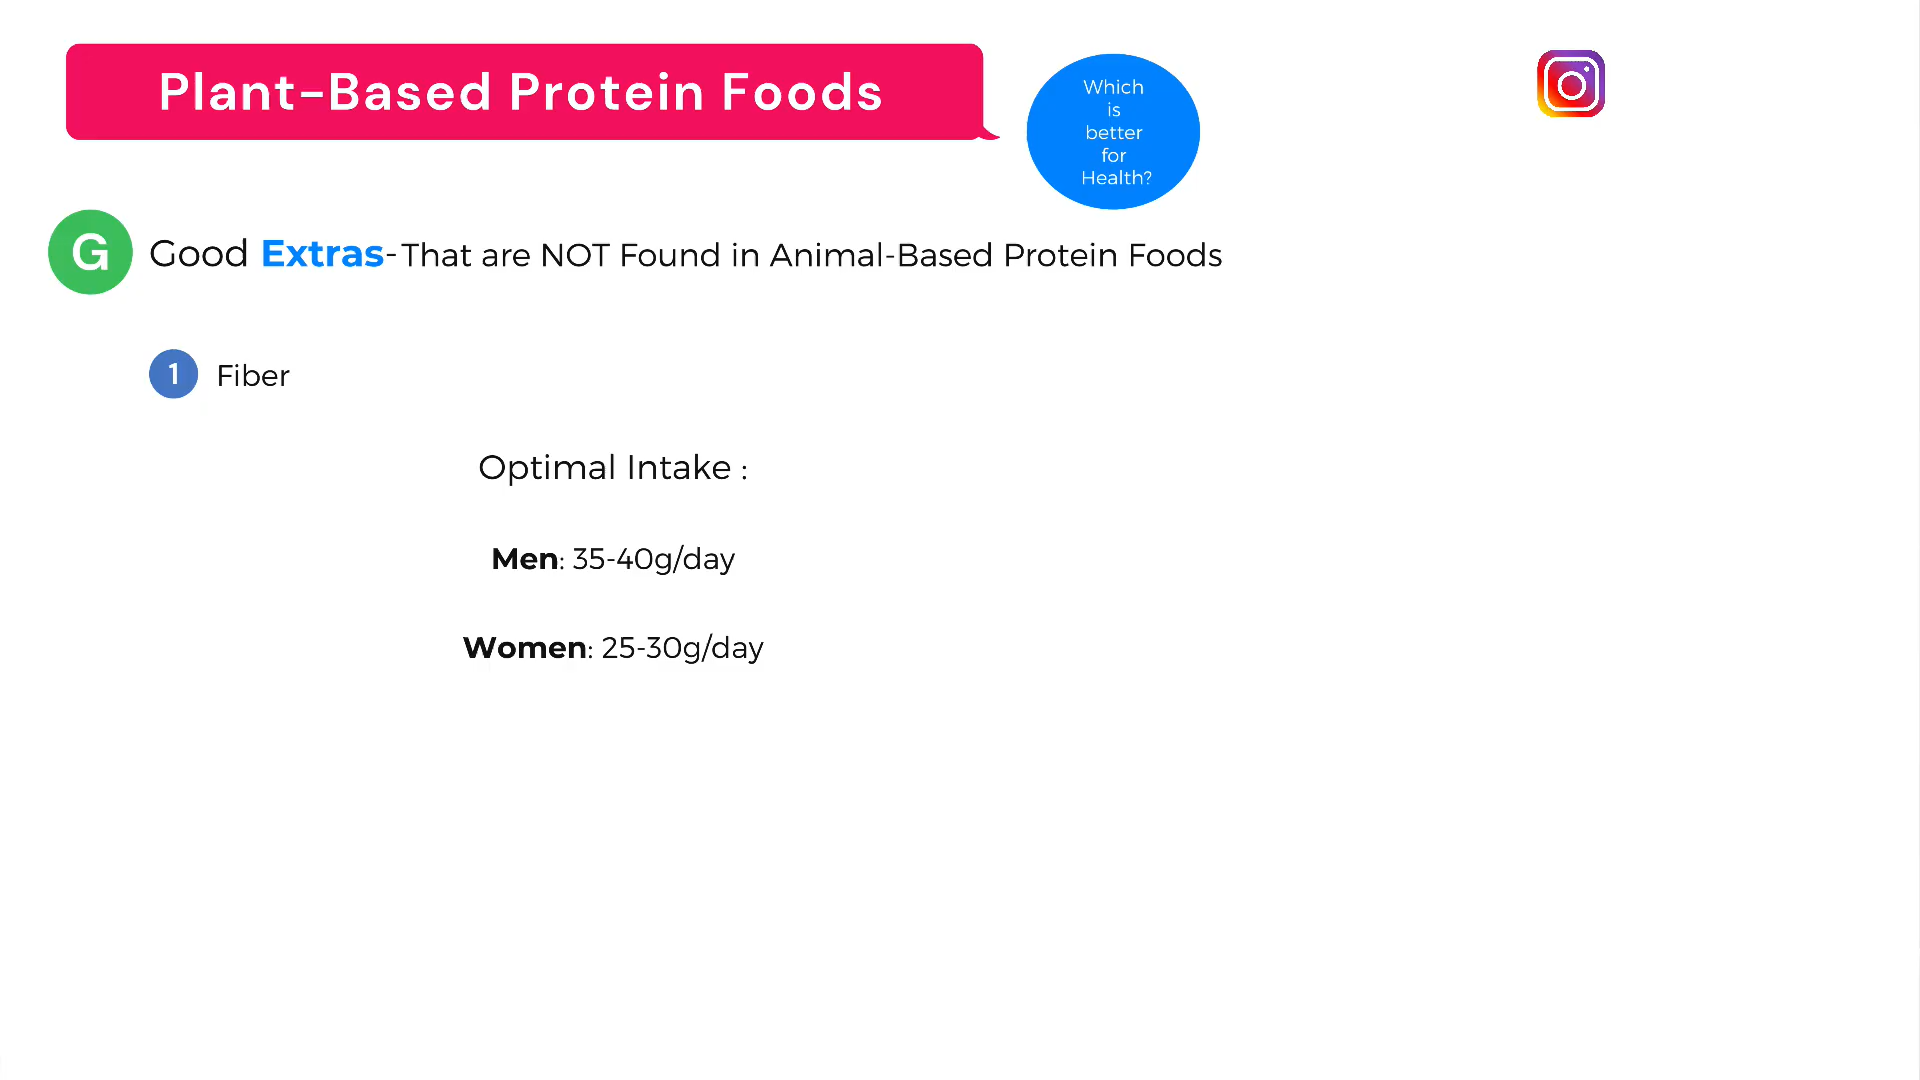 Plant-Based Protein Foods
Which
is
better
for
Health?
G
Good Extras-That are NOT Found in Animal-Based Protein Foods
1 Fiber
Optimal Intake :
Men: 35-40g/day
Women: 25-30g/day